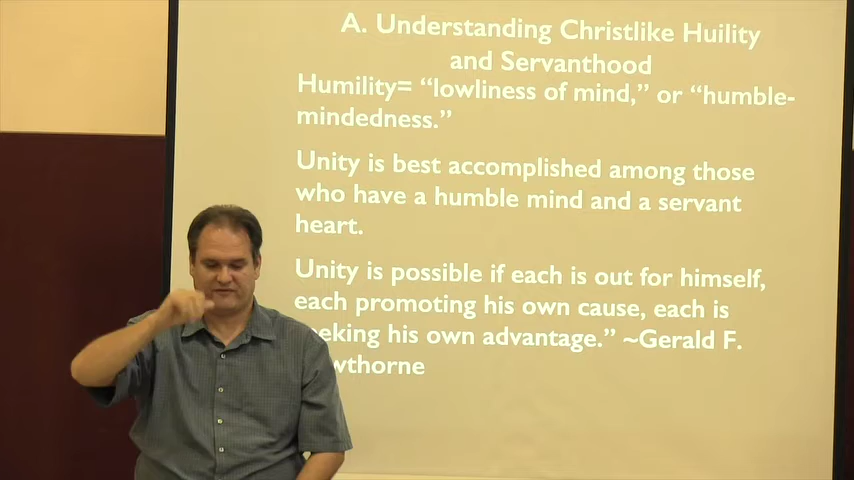 A. Understanding Christlike Huility
and Servanthood
Humility= “lowliness of mind,” or “humble-
mindedness.”
Unity is best accomplished among those
who have a humble mind and a servant
heart.
Unity is possible if each is out for himself,
each promoting his own cause, each is
eeking his own advantage.” ~Gerald F.
wthorne